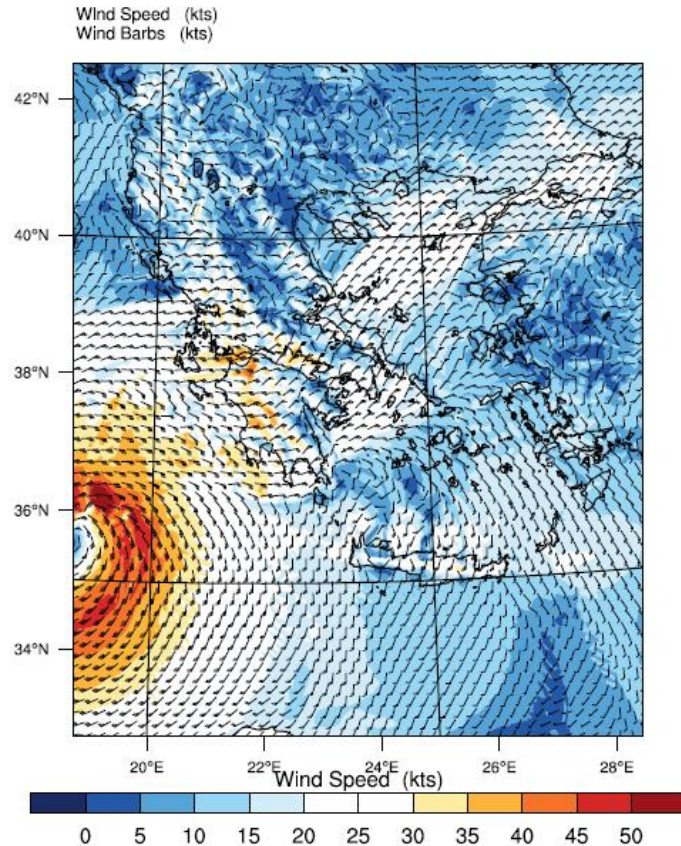 Wind Speed (kts)
Wind Barbs (kts)
42°N
40°N
38°N
36°N
34°N
20°E 22°E 24°E 26°E 28°E
Wind Speed (kts)
0 5 10 15 20 25 30 35 40 45 50